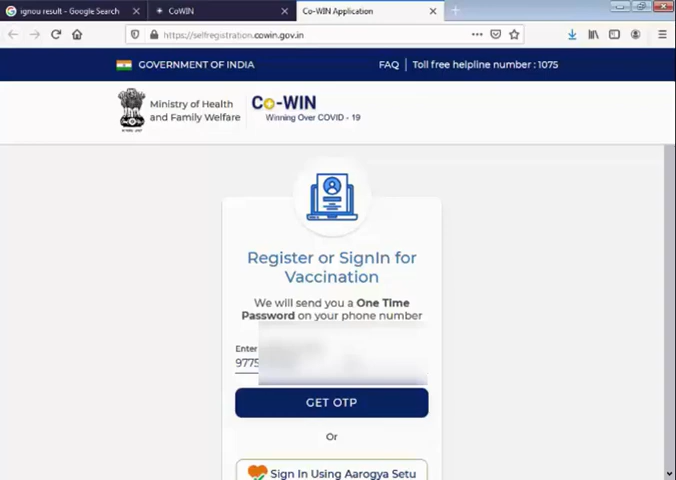 ignou result - Google Search
CoWIN
Co-WIN Application
https://selfregistration.cowin.gov.in
GOVERNMENT OF INDIA
FAQ | Toll free helpline number : 1075
Ministry of Health
and Family Welfare
Co-WIN
Winning Over COVID - 19
Register or SignIn for
Vaccination
We will send you a One Time
Password on your phone number
Enter
9775
GET OTP
Or
Sign In Using Aarogya Setu